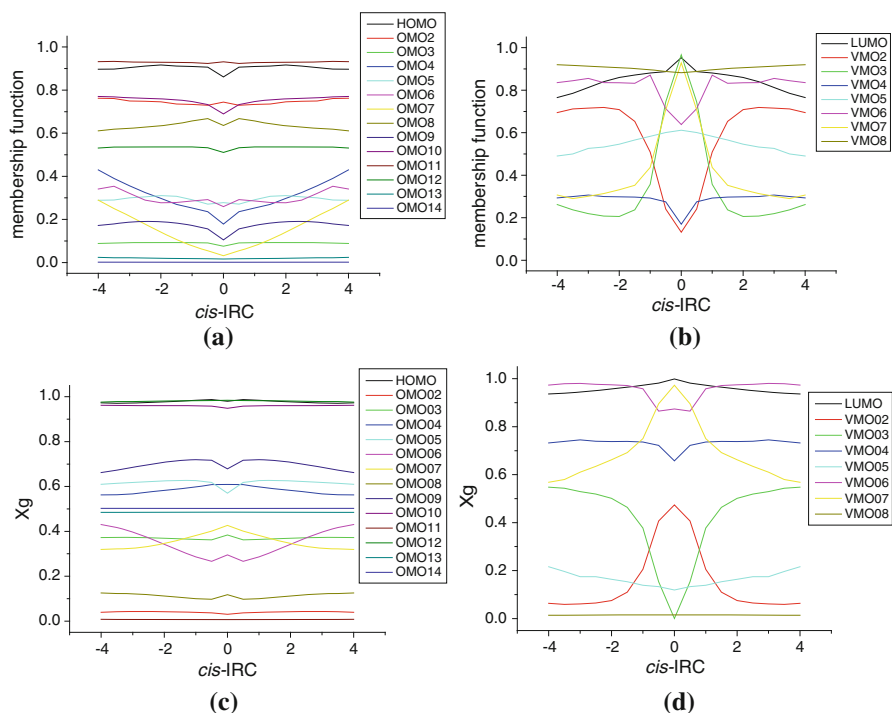 membership function
1.0
0.8
0.6
0.4
0.2
0.0
-4
-2
0
2
4
cis-IRC
(a)
HOMO
OMO2
OMO3
OMO4
OMO5
OMO6
OMO7
OMO8
OMO9
OMO10
OMO11
OMO12
OMO13
OMO14
membership function
1.0
0.8
0.6
0.4
0.2
0.0
-4
-2
0
2
4
cis-IRC
(b)
LUMO
VMO2
VMO3
VMO4
VMO5
VMO6
VMO7
VMO8
Xg
1.0
0.8
0.6
0.4
0.2
0.0
-4
-2
0
2
4
cis-IRC
(c)
HOMO
OMO02
OMO03
OMO04
OMO05
OMO06
OMO07
OMO08
OMO09
OMO10
OMO11
OMO12
OMO13
OMO14
Xg
1.0
0.8
0.6
0.4
0.2
0.0
-4
-2
0
2
4
cis-IRC
(d)
LUMO
VMO02
VMO03
VMO04
VMO05
VMO06
VMO07
VMO08